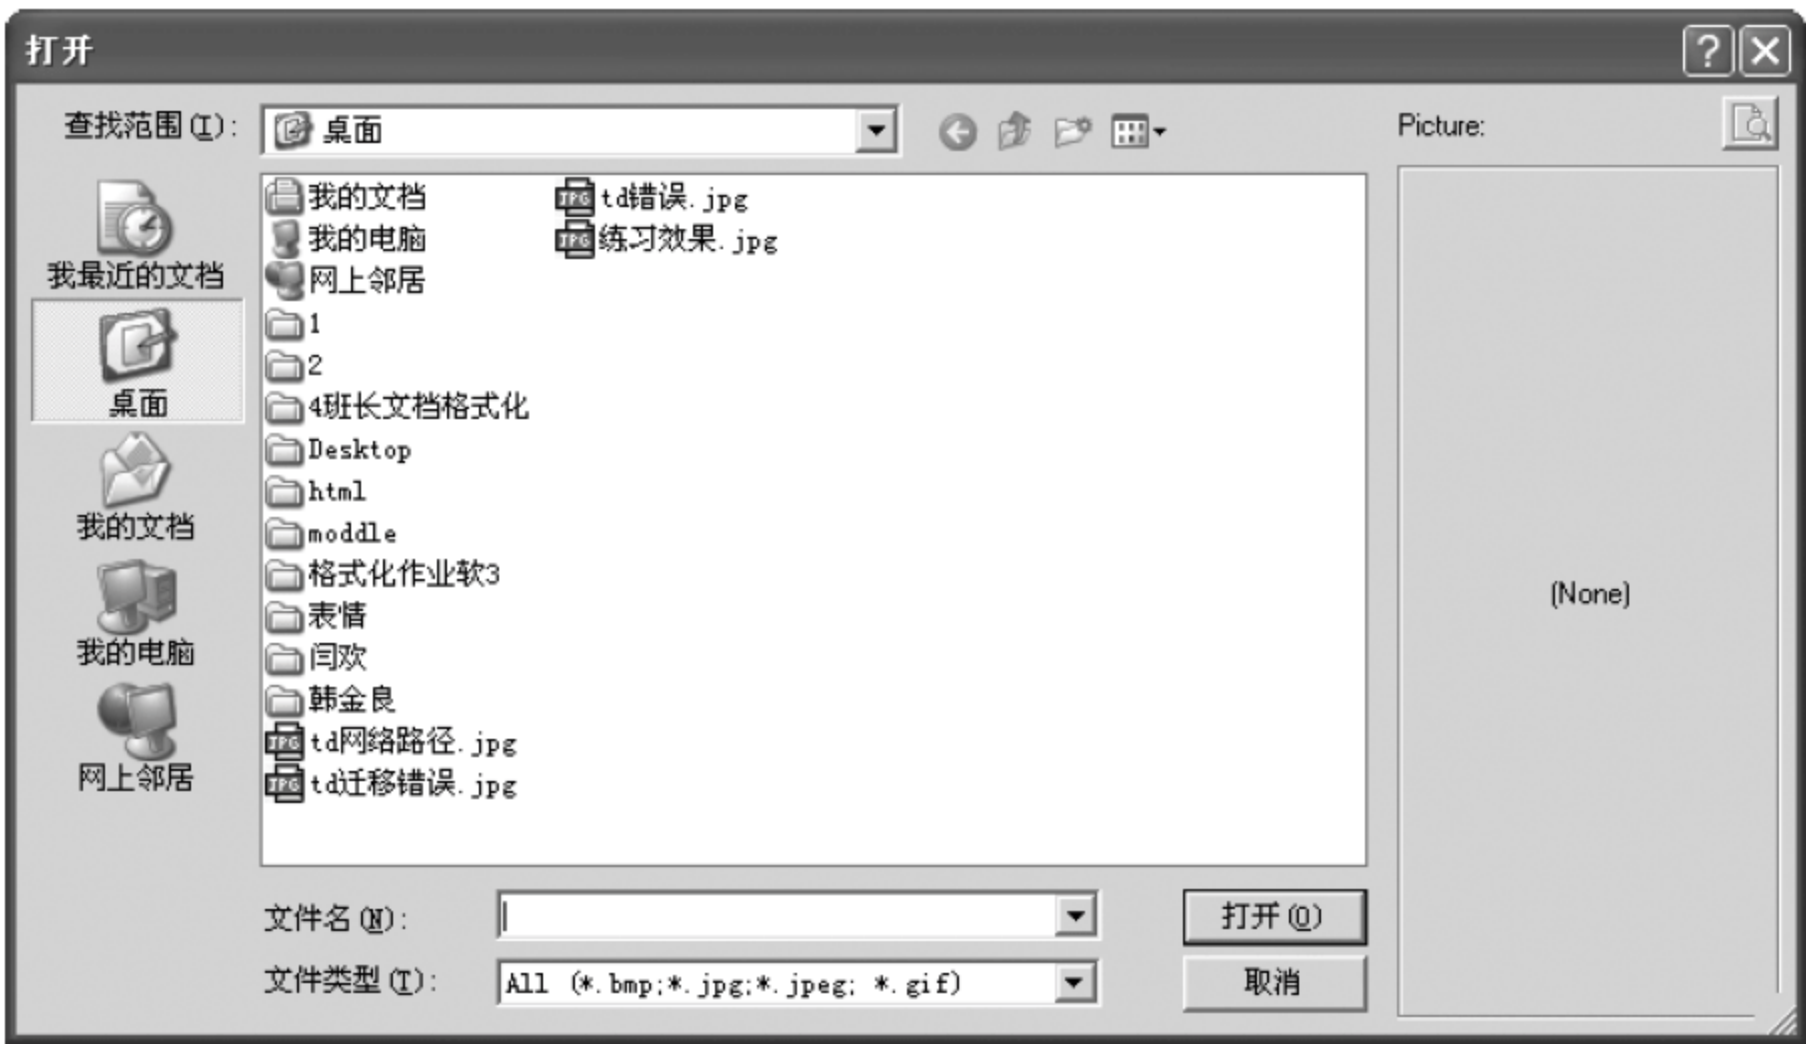 打开
查找范围(I): 桌面 Picture:
我最近的文档
桌面
我的文档
我的电脑
网上邻居
我的文档
我的电脑
网上邻居
1
2
4班长文档格式化
Desktop
html
moddle
格式化作业软3
表情
闫欢
韩金良
td网络路径.jpg
td迁移错误.jpg
td错误.jpg
练习效果.jpg
(None)
文件名(N): 打开(O)
文件类型(T): All (*.bmp;*.jpg;*.jpeg; *.gif) 取消